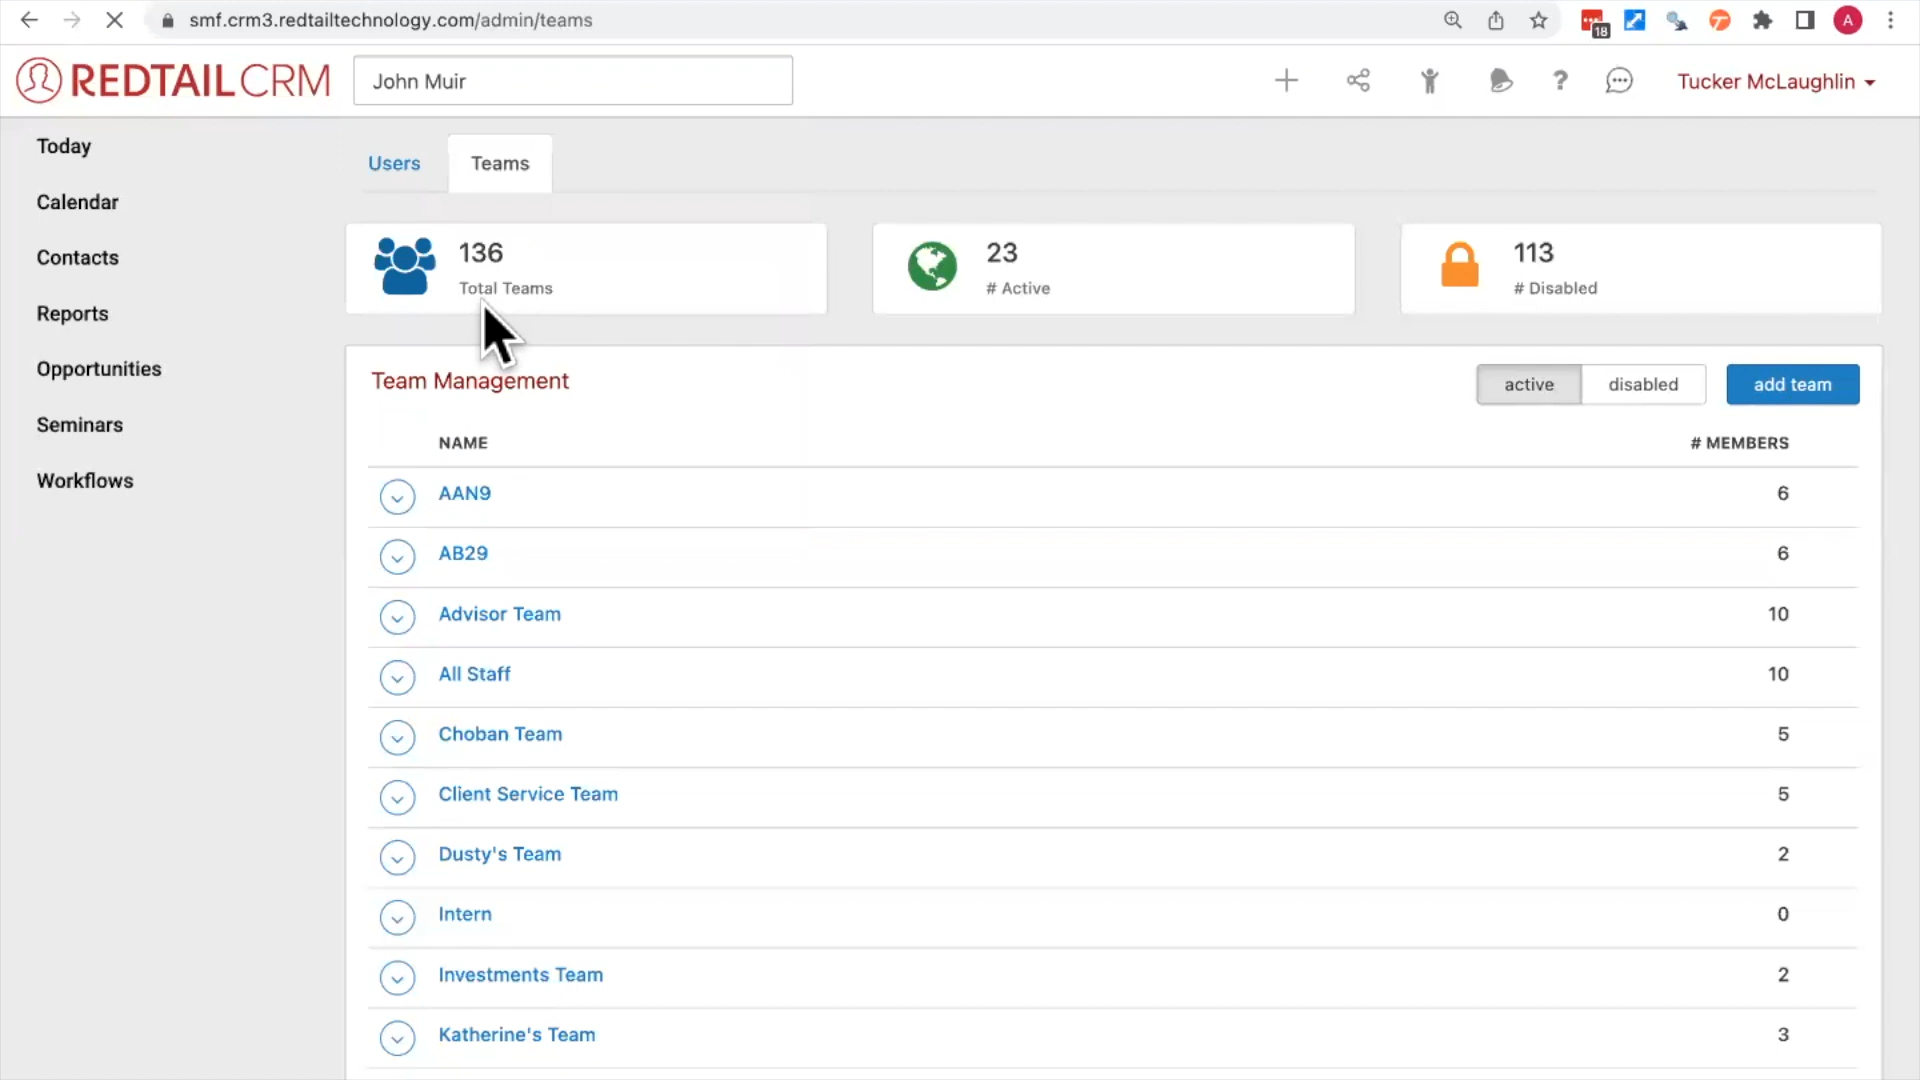 smf.crm3.redtailtechnology.com/admin/teams
18
A
REDTAILCRM
John Muir
?
Tucker McLaughlin
Today
Calendar
Contacts
Reports
Opportunities
Seminars
Workflows
Users
Teams
136
Total Teams
23
# Active
113
# Disabled
Team Management
active
disabled
add team
NAME
# MEMBERS
AAN9
6
AB29
6
Advisor Team
10
All Staff
10
Choban Team
5
Client Service Team
5
Dusty's Team
2
Intern
0
Investments Team
2
Katherine's Team
3